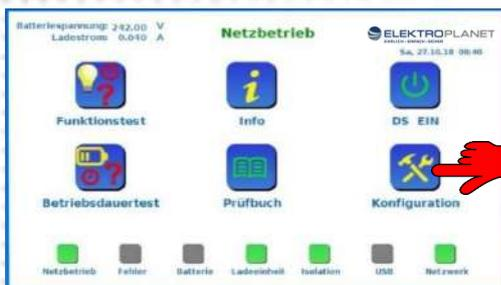 Batteriespannung: 242.00 V
Ladestrom: 0.040 A
Netzbetrieb
ELEKTROPLANET
Sa, 27.10.18 08:40
Funktionstest
Info
DS EIN
Betriebsdauertest
Prüfbuch
Konfiguration
Netzbetrieb Fehler Batterie Ladeeinheit Isolation USB Netzwerk